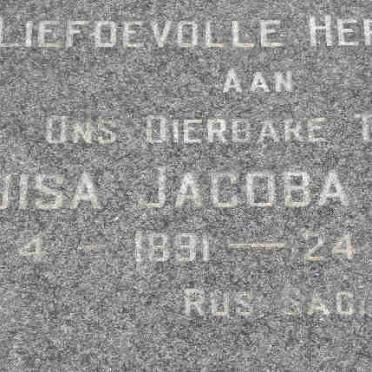 LIEFDEVOLLE HER
AAN
ONS DIERBARE T
UISA JACOBA
4 - 1891 — 24
RUS SAG